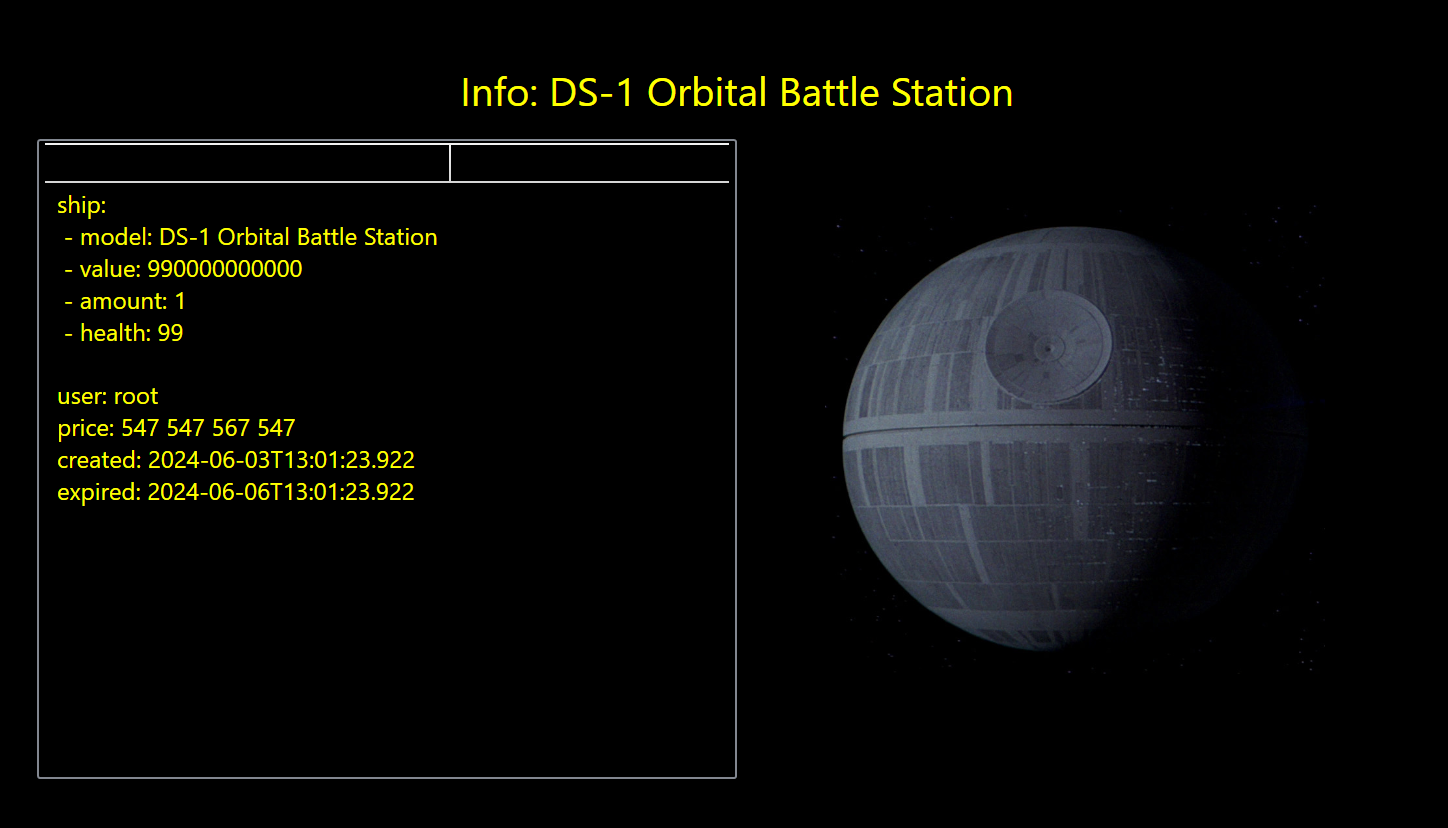 Info: DS-1 Orbital Battle Station
ship:
- model: DS-1 Orbital Battle Station
- value: 990000000000
- amount: 1
- health: 99
user: root
price: 547 547 567 547
created: 2024-06-03T13:01:23.922
expired: 2024-06-06T13:01:23.922